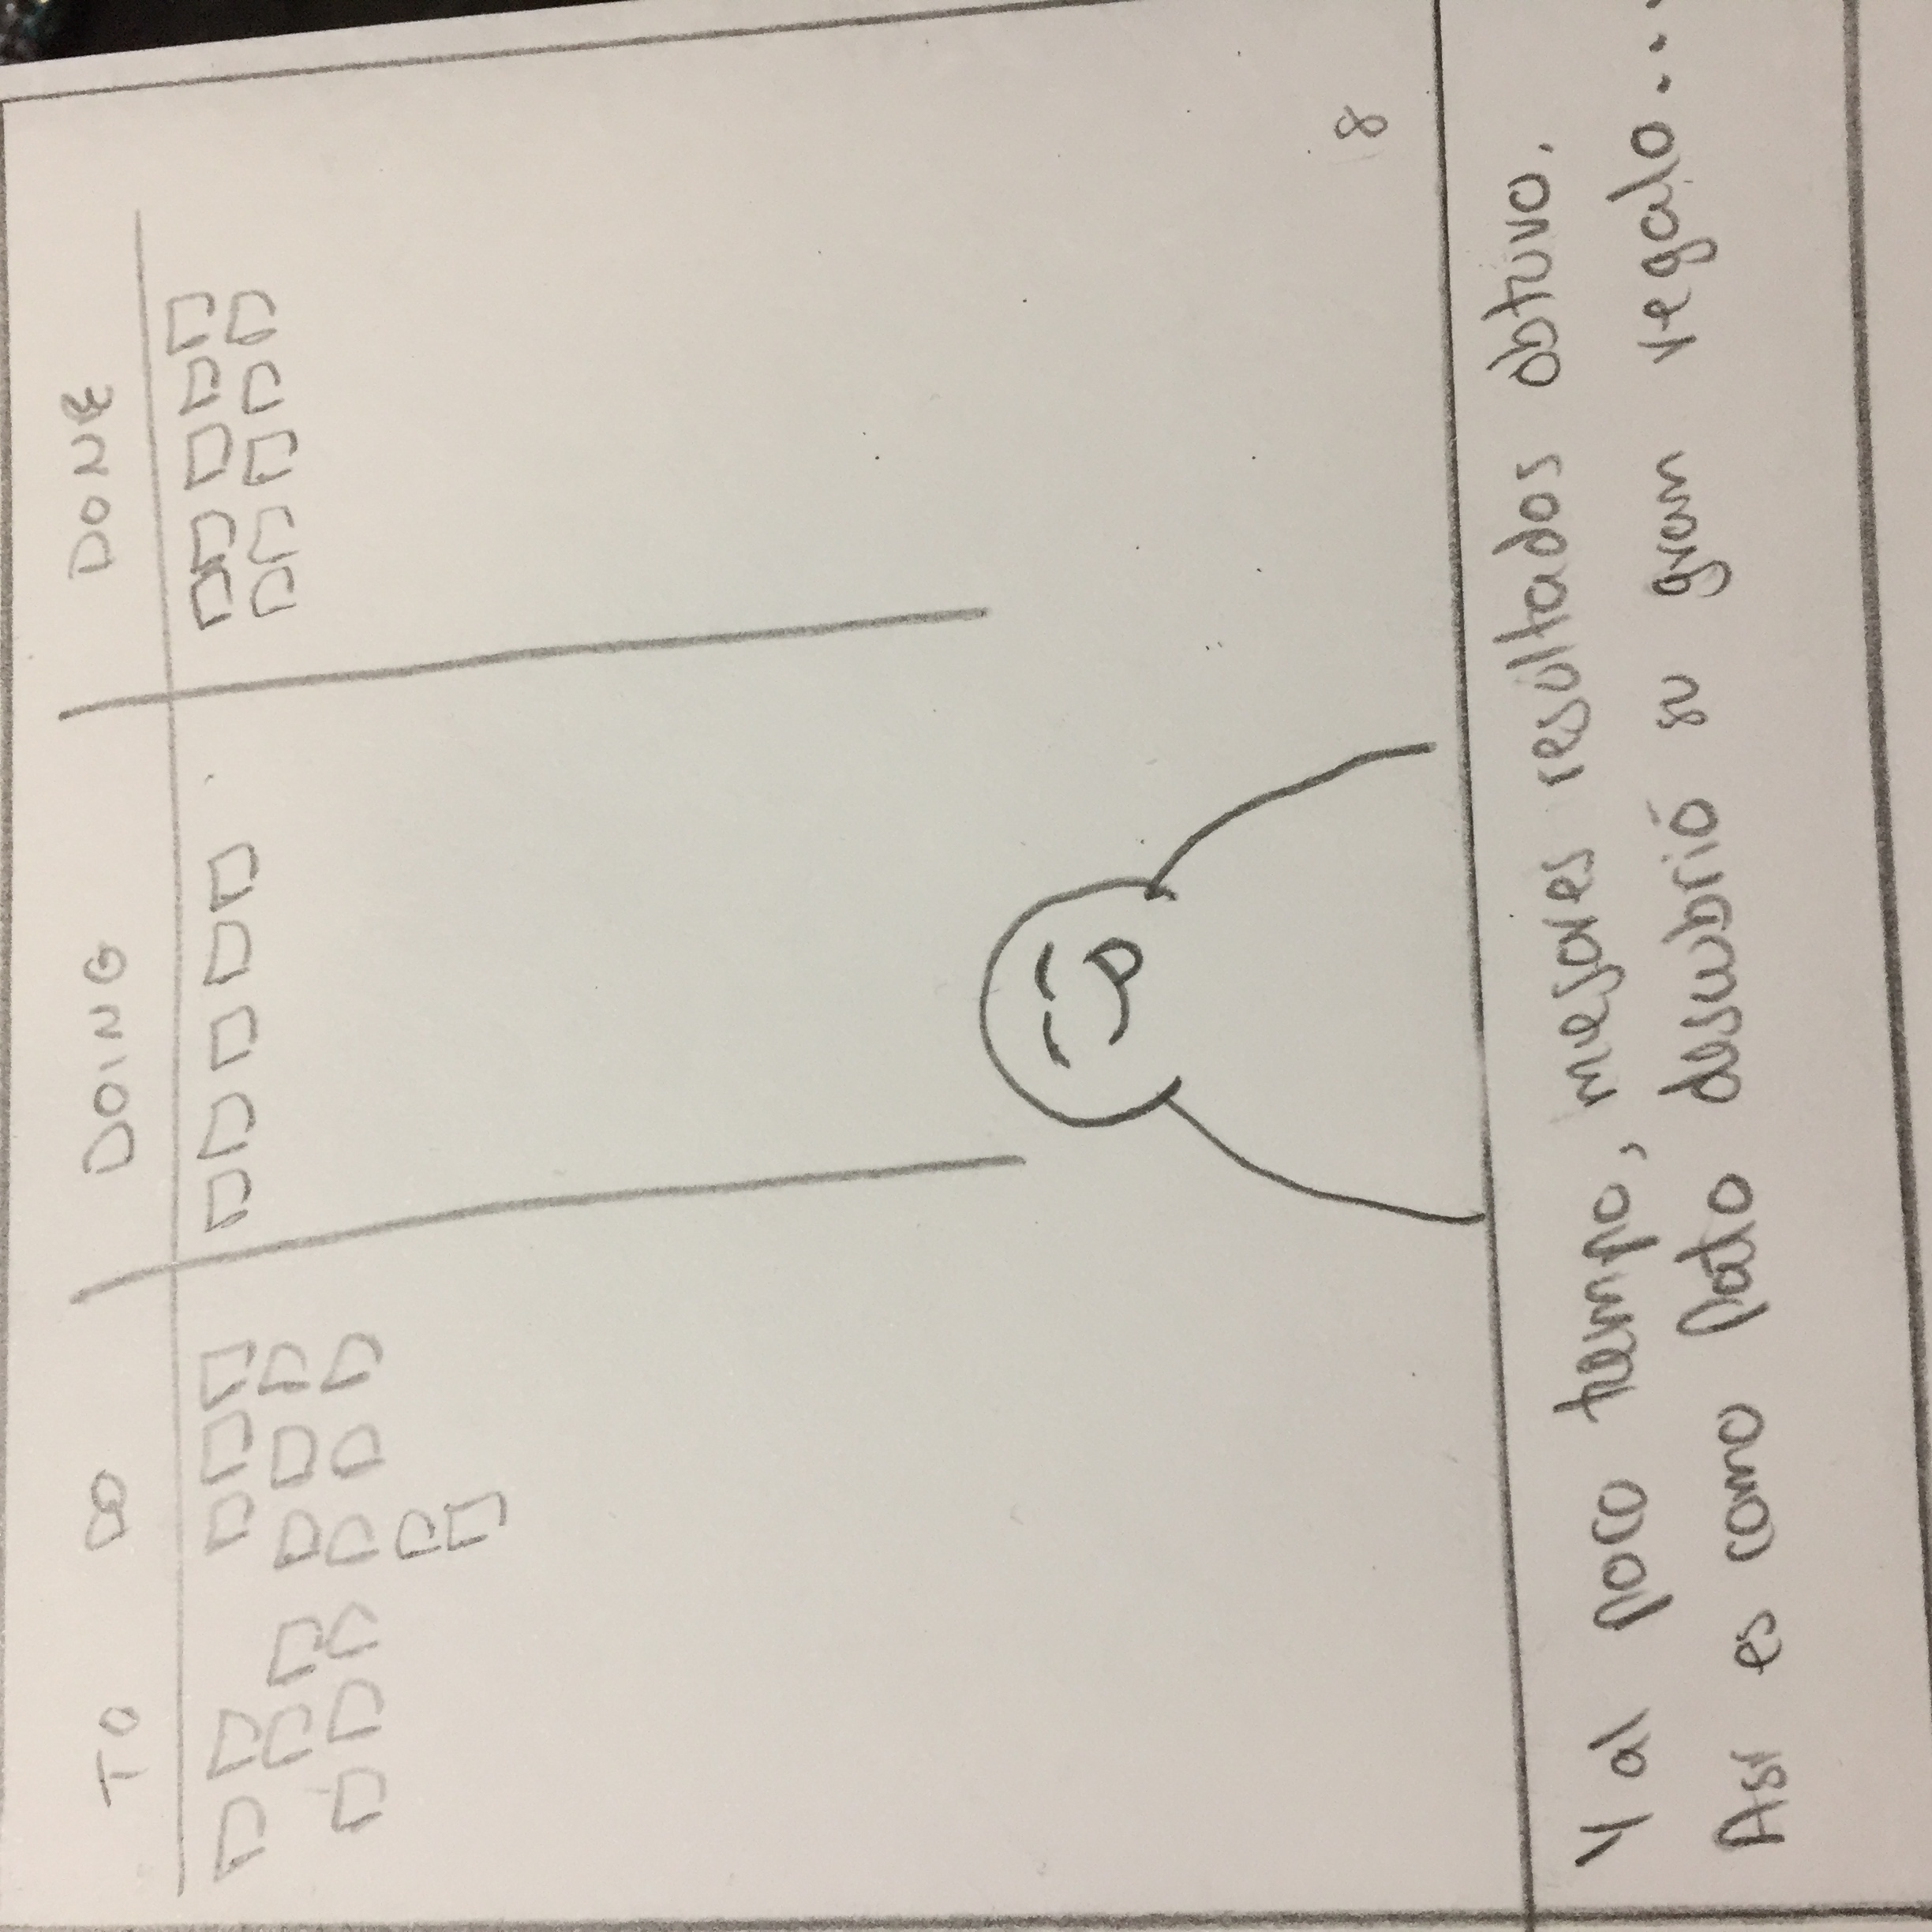 TO DO DOING DONE
8
Y al poco tiempo, mejores resultados obtuvo.
Así es como Pato descubrió su gran regalo...